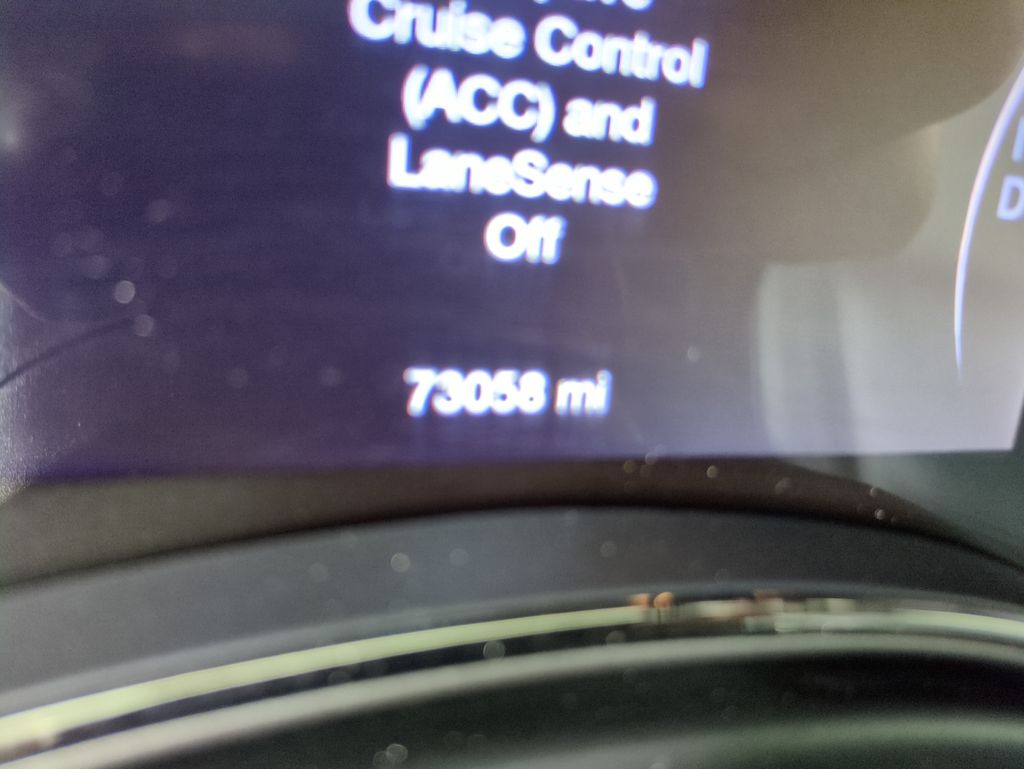 Cruise Control
(ACC) and
LaneSense
Off
73058 mi
D